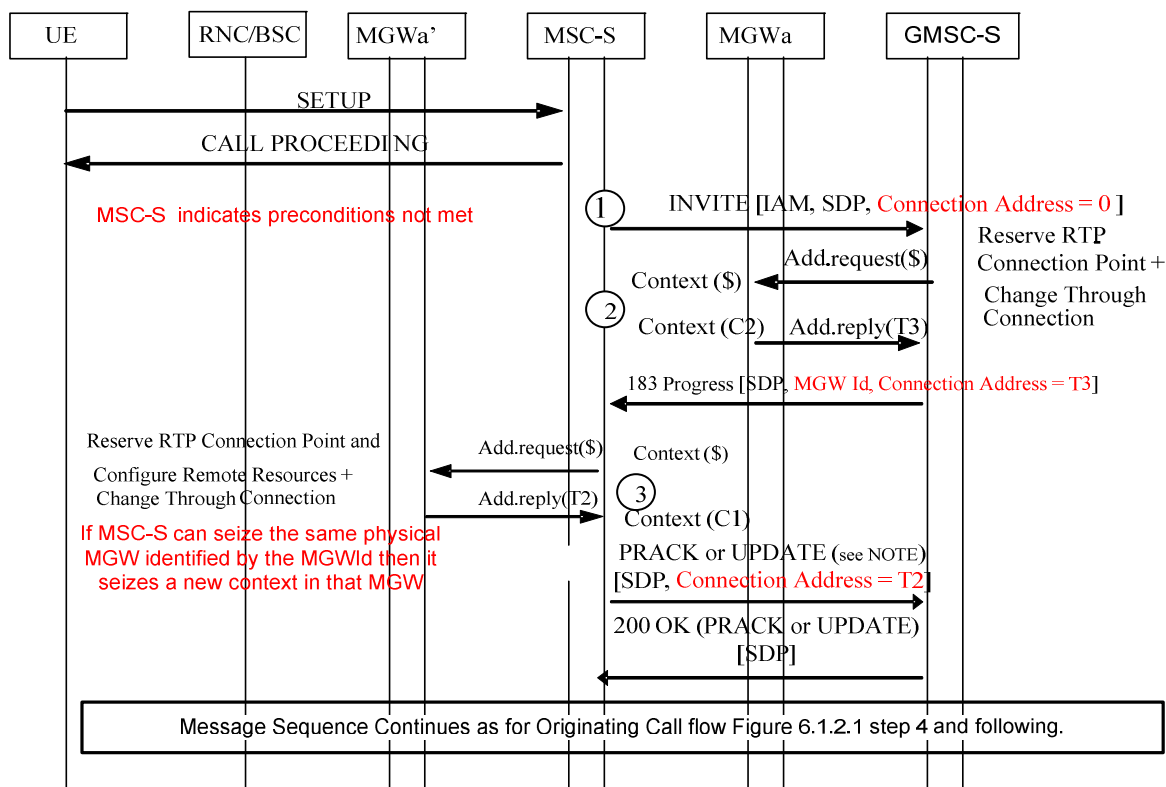 UE
RNC/BSC
MGWa’
MSC-S
MGWa
GMSC-S
SETUP
CALL PROCEEDING
MSC-S indicates preconditions not met
1
INVITE [IAM, SDP, Connection Address = 0 ]
Reserve RTP
Connection Point +
Change Through
Connection
Add.request($)
Context ($)
2
Context (C2)
Add.reply(T3)
183 Progress [SDP, MGW Id, Connection Address = T3]
Reserve RTP Connection Point and
Configure Remote Resources +
Change Through Connection
Add.request($)
Context ($)
3
Add.reply(T2)
Context (C1)
If MSC-S can seize the same physical
MGW identified by the MGWId then it
seizes a new context in that MGW
PRACK or UPDATE (see NOTE)
[SDP, Connection Address = T2]
200 OK (PRACK or UPDATE)
[SDP]
Message Sequence Continues as for Originating Call flow Figure 6.1.2.1 step 4 and following.